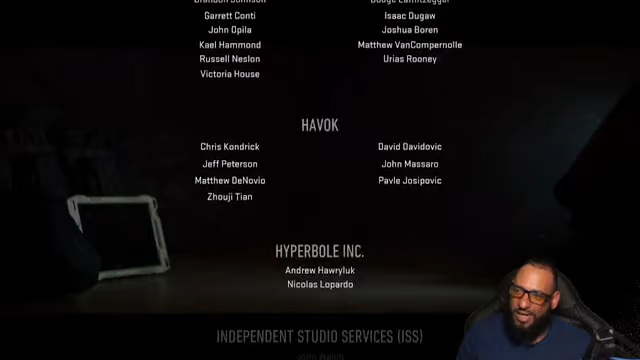 Garrett Conti
Isaac Dugaw
John Opila
Joshua Boren
Kael Hammond
Matthew VanCompernolle
Russell Neslon
Urias Rooney
Victoria House
HAVOK
Chris Kondrick
David Davidovic
Jeff Peterson
John Massaro
Matthew DeNovio
Pavle Josipovic
Zhouji Tian
HYPERBOLE INC.
Andrew Hawryluk
Nicolas Lopardo
INDEPENDENT STUDIO SERVICES (ISS)